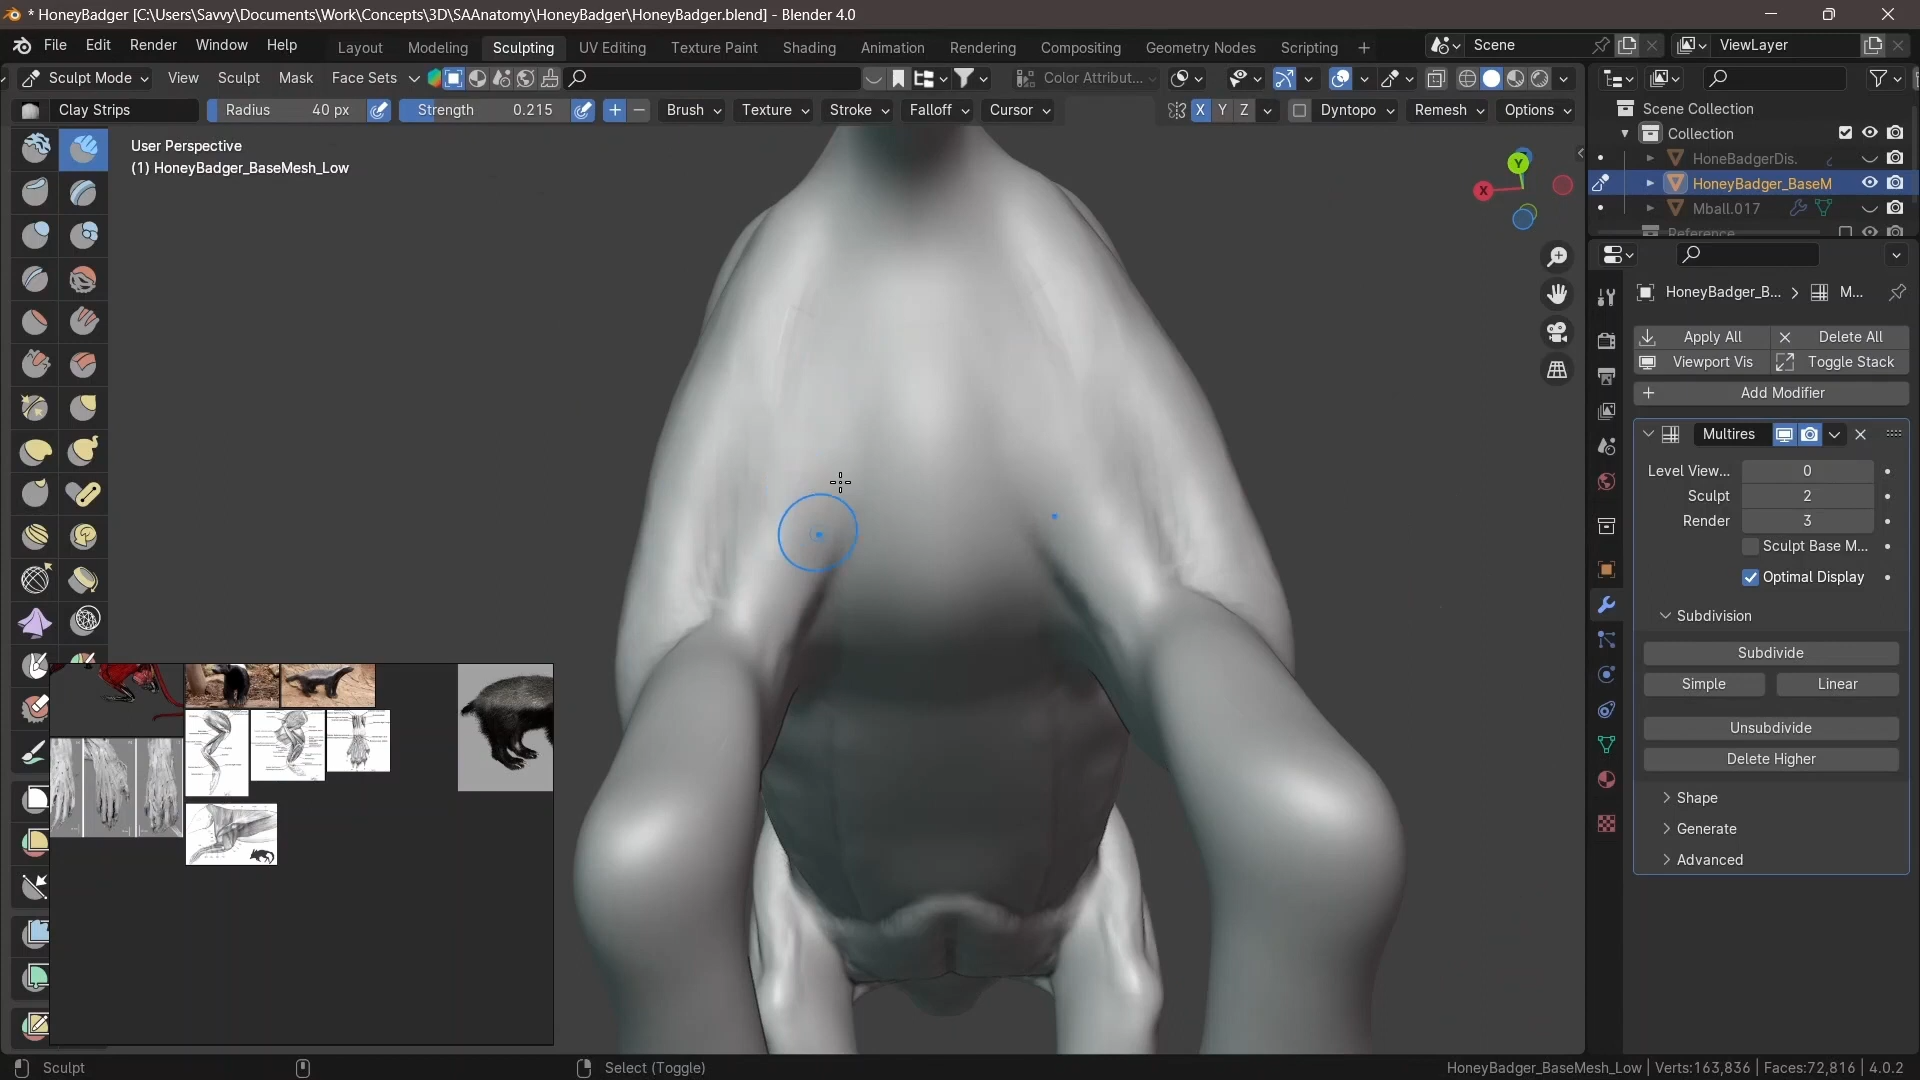 * HoneyBadger [C:\Users\Savvy\Documents\Work\Concepts\3D\SAAnatomy\HoneyBadger\HoneyBadger.blend] - Blender 4.0
File Edit Render Window Help Layout Modeling Sculpting UV Editing Texture Paint Shading Animation Rendering Compositing Geometry Nodes Scripting + Scene ViewLayer
Sculpt Mode View Sculpt Mask Face Sets Color Attribut...
Clay Strips Radius 40 px Strength 0.215 Brush Texture Stroke Falloff Cursor X Y Z Dyntopo Remesh Options
User Perspective
(1) HoneyBadger_BaseMesh_Low
Y
X
Scene Collection
Collection
HoneBadgerDis.
HoneyBadger_BaseM
Mball.017
Reference
HoneyBadger_B... M...
Apply All Delete All
Viewport Vis Toggle Stack
Add Modifier
Multires
Level View... 0
Sculpt 2
Render 3
Sculpt Base M...
Optimal Display
Subdivision
Subdivide
Simple Linear
Unsubdivide
Delete Higher
Shape
Generate
Advanced
Sculpt Select (Toggle) HoneyBadger_BaseMesh_Low | Verts:163,836 | Faces:72,816 | 4.0.2